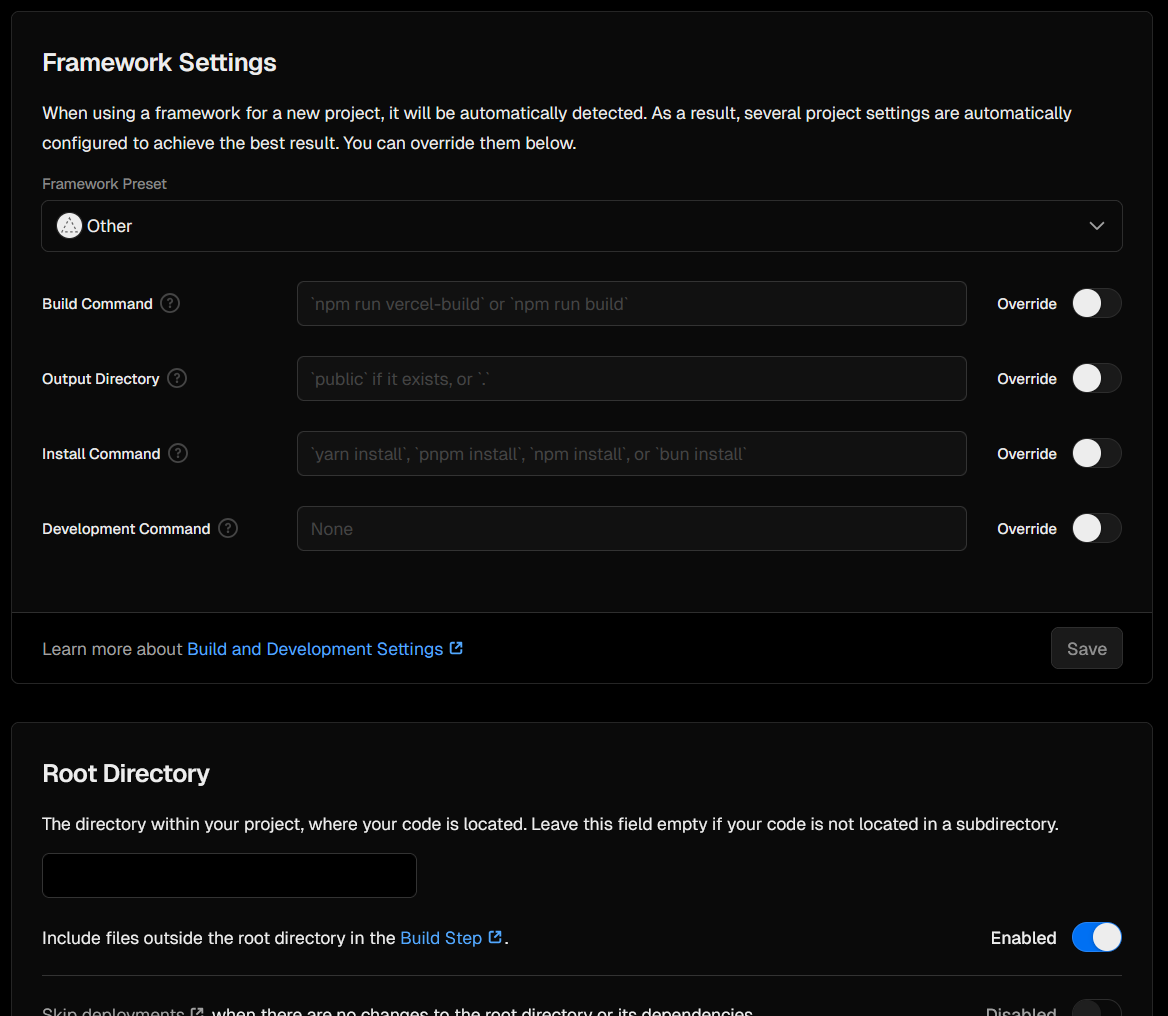 Framework Settings
When using a framework for a new project, it will be automatically detected. As a result, several project settings are automatically
configured to achieve the best result. You can override them below.
Framework Preset
Other
Build Command
`npm run vercel-build` or `npm run build`
Override
Output Directory
`public` if it exists, or `.`
Override
Install Command
`yarn install`, `pnpm install`, `npm install`, or `bun install`
Override
Development Command
None
Override
Learn more about Build and Development Settings
Save
Root Directory
The directory within your project, where your code is located. Leave this field empty if your code is not located in a subdirectory.
Include files outside the root directory in the Build Step.
Enabled
Skip deployments when there are no changes to the root directory or its dependencies.
Disabled